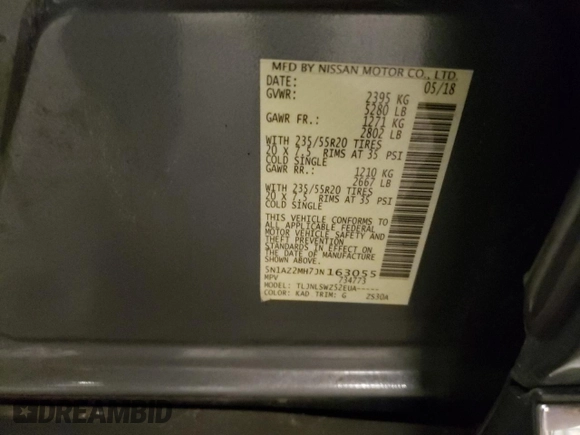 MFD BY NISSAN MOTOR CO., LTD.
DATE: 05/18
GVWR: 2395 KG
5280 LB
GAWR FR.: 1271 KG
2802 LB
WITH 235/55R20 TIRES
20 X 7.5 RIMS AT 35 PSI
COLD SINGLE
GAWR RR.: 1210 KG
2667 LB
WITH 235/55R20 TIRES
20 X 7.5 RIMS AT 35 PSI
COLD SINGLE
THIS VEHICLE CONFORMS TO
ALL APPLICABLE FEDERAL
MOTOR VEHICLE SAFETY AND
THEFT PREVENTION
STANDARDS IN EFFECT ON
THE DATE OF MANUFACTURE
SHOWN ABOVE.
5N1AZ2MH7JN163055
MPV 734773
MODEL: TLJNLSWZ52EUA-----
COLOR: KAD TRIM: G ZS30A
DREAMBID